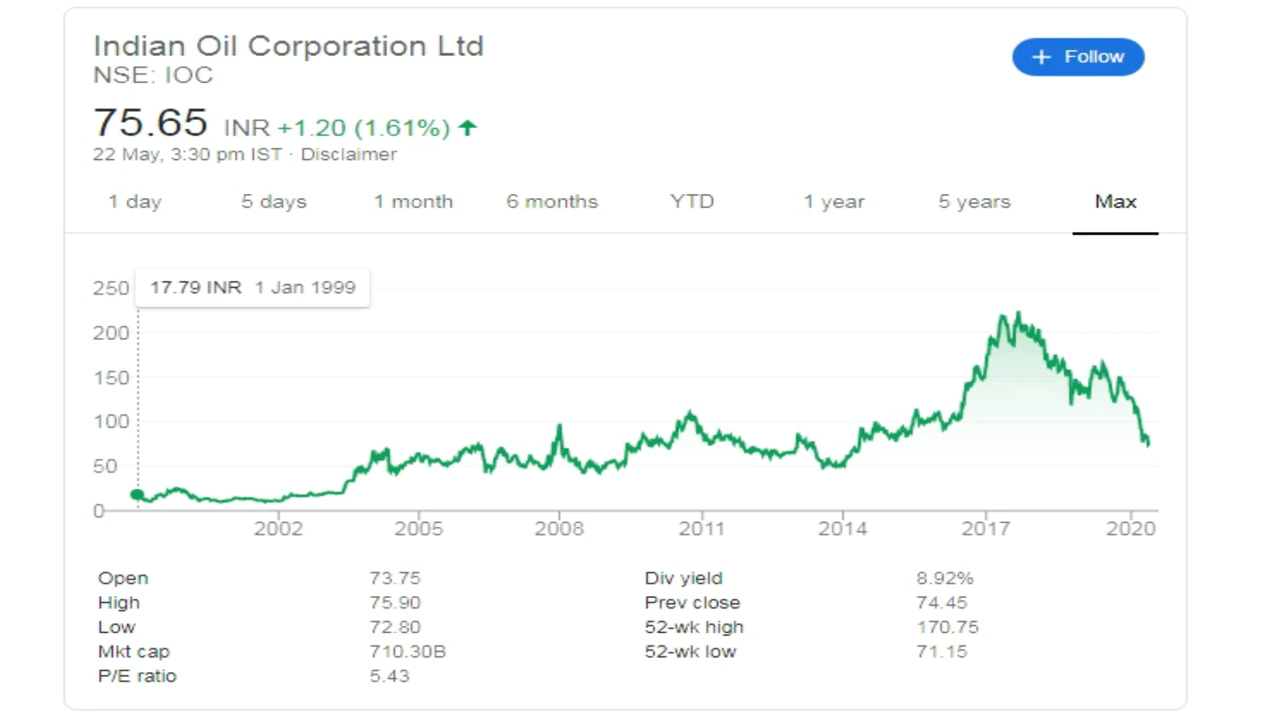 Indian Oil Corporation Ltd
NSE: IOC
+ Follow
75.65 INR +1.20 (1.61%)
22 May, 3:30 pm IST · Disclaimer
1 day 5 days 1 month 6 months YTD 1 year 5 years Max
17.79 INR 1 Jan 1999
250
200
150
100
50
0
2002 2005 2008 2011 2014 2017 2020
Open 73.75 Div yield 8.92%
High 75.90 Prev close 74.45
Low 72.80 52-wk high 170.75
Mkt cap 710.30B 52-wk low 71.15
P/E ratio 5.43